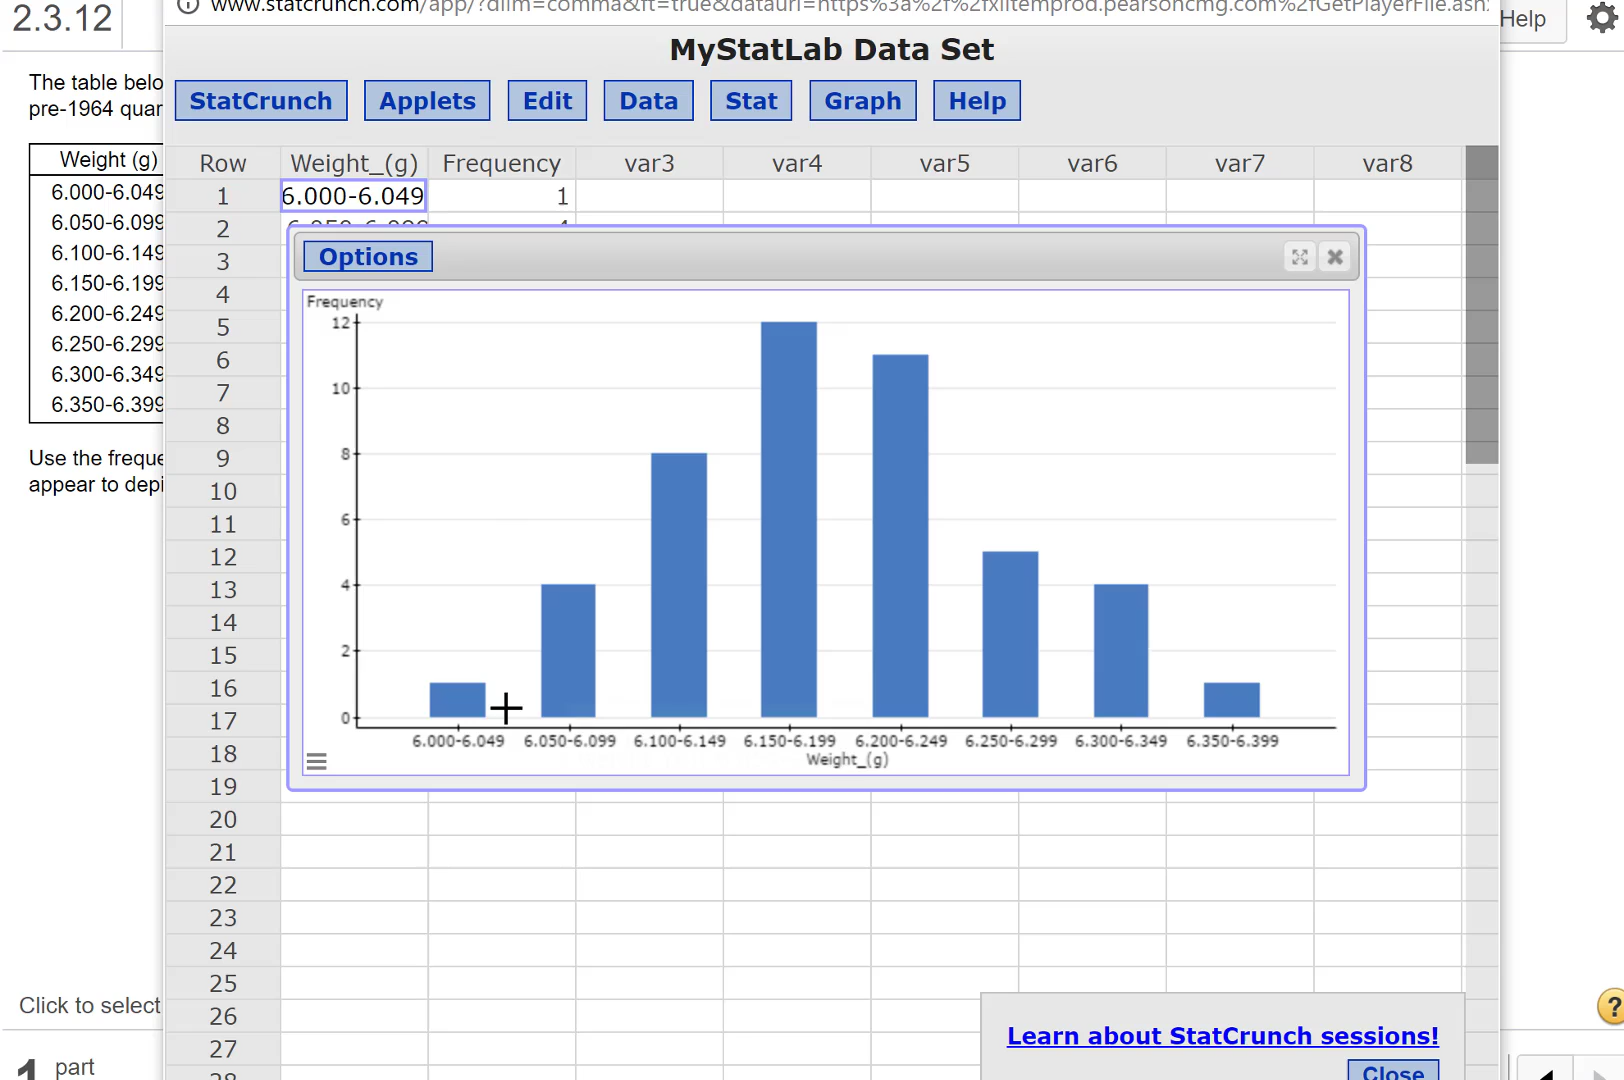 2.3.12
www.statcrunch.com/app/?dlim=comma&ft=true&dataurl=https%3a%2f%2fxlitemprod.pearsoncmg.com%2fGetPlayerFile.ash
Help
MyStatLab Data Set
StatCrunch Applets Edit Data Stat Graph Help
The table belo
pre-1964 quar
Weight (g)
6.000-6.049
6.050-6.099
6.100-6.149
6.150-6.199
6.200-6.249
6.250-6.299
6.300-6.349
6.350-6.399
Use the freque
appear to depi
Click to select
1 part
Row Weight_(g) Frequency var3 var4 var5 var6 var7 var8
1 6.000-6.049 1
2
3
4
5
6
7
8
9
10
11
12
13
14
15
16
17
18
19
20
21
22
23
24
25
26
27
28
Options
Frequency
12
10
8
6
4
2
0
6.000-6.049 6.050-6.099 6.100-6.149 6.150-6.199 6.200-6.249 6.250-6.299 6.300-6.349 6.350-6.399
Weight_(g)
Learn about StatCrunch sessions!
Close
?